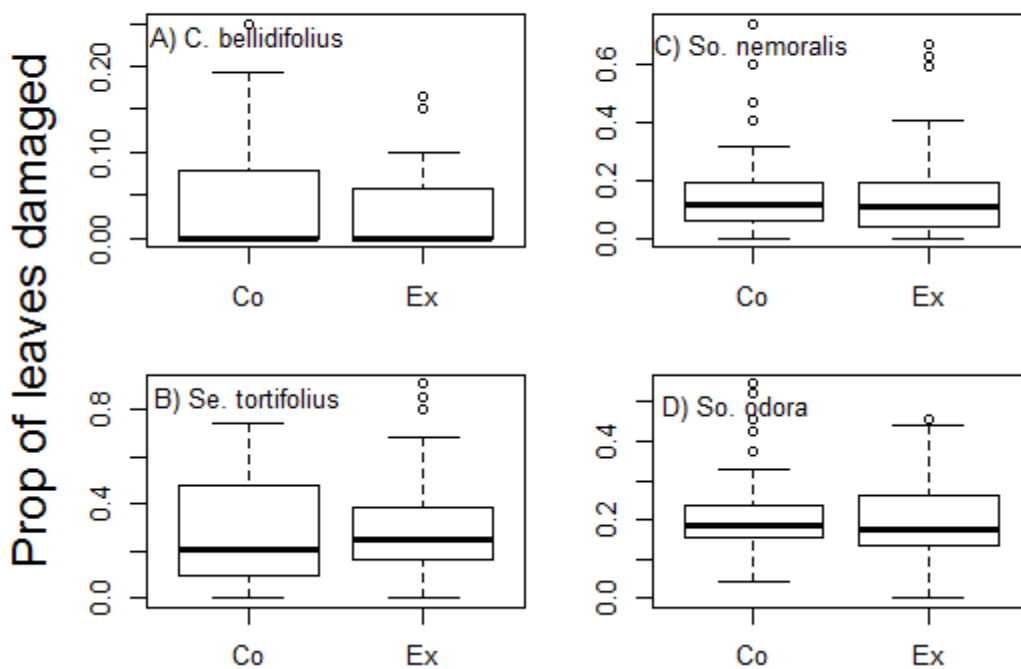 Prop of leaves damaged
A) C. bellidifolius
0.20
0.10
0.00
Co Ex
C) So. nemoralis
0.6
0.4
0.2
0.0
Co Ex
B) Se. tortifolius
0.8
0.4
0.0
Co Ex
D) So. odora
0.4
0.2
0.0
Co Ex